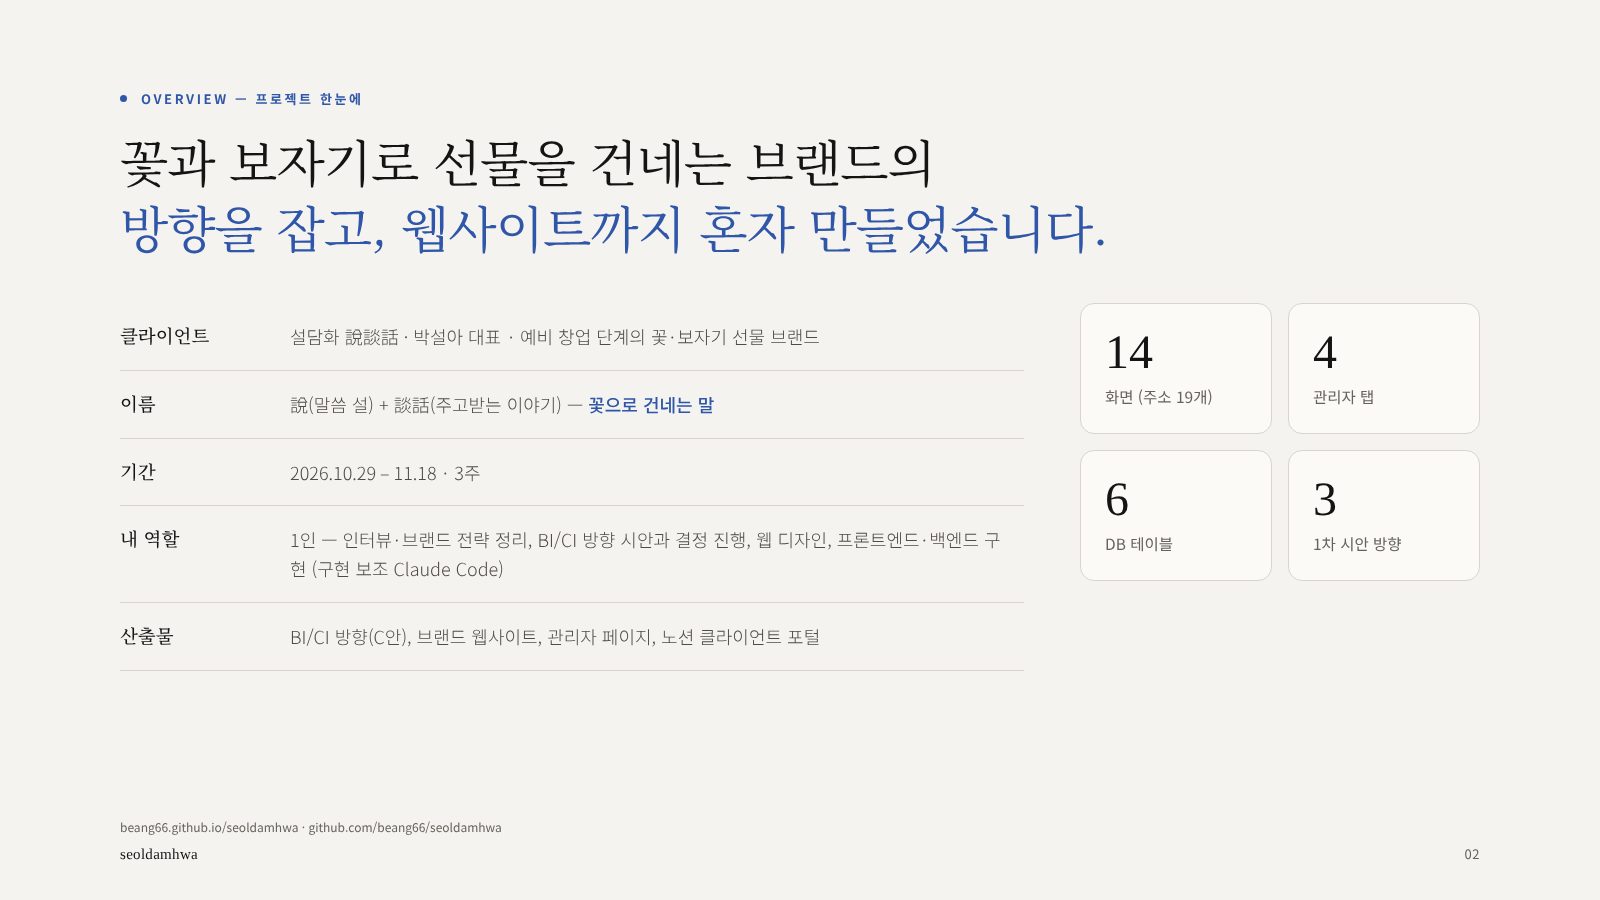 OVERVIEW — 프로젝트 한눈에
꽃과 보자기로 선물을 건네는 브랜드의
방향을 잡고, 웹사이트까지 혼자 만들었습니다.
클라이언트 설담화 說談話 · 박설아 대표 · 예비 창업 단계의 꽃·보자기 선물 브랜드
이름 說(말씀 설) + 談話(주고받는 이야기) — 꽃으로 건네는 말
기간 2026.10.29 – 11.18 · 3주
내 역할 1인 — 인터뷰·브랜드 전략 정리, BI/CI 방향 시안과 결정 진행, 웹 디자인, 프론트엔드·백엔드 구
현 (구현 보조 Claude Code)
산출물 BI/CI 방향(C안), 브랜드 웹사이트, 관리자 페이지, 노션 클라이언트 포털
14
화면 (주소 19개)
4
관리자 탭
6
DB 테이블
3
1차 시안 방향
beang66.github.io/seoldamhwa · github.com/beang66/seoldamhwa
seoldamhwa
02